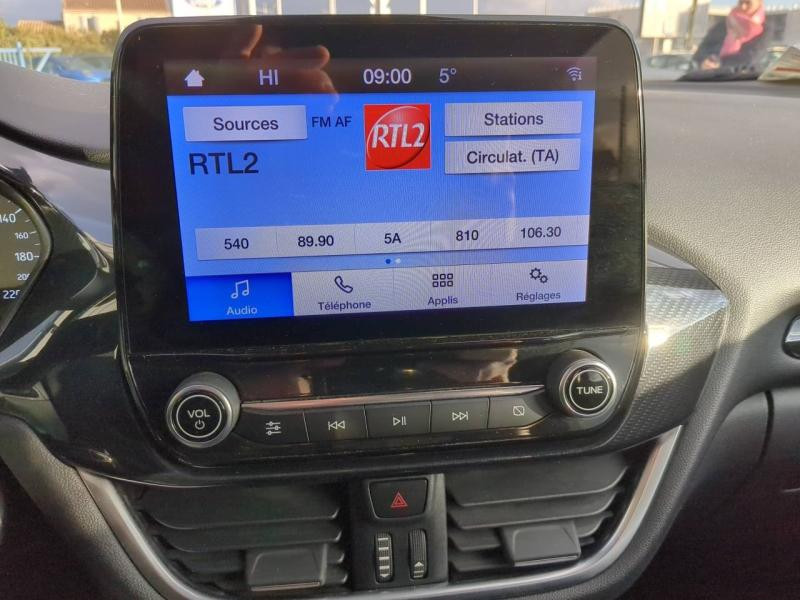 HI 09:00 5°
Sources FM AF RTL2 Stations
RTL2 Circulat. (TA)
540 89.90 5A 810 106.30
Audio Téléphone Applis Réglages
VOL TUNE
140
160
180
200
220